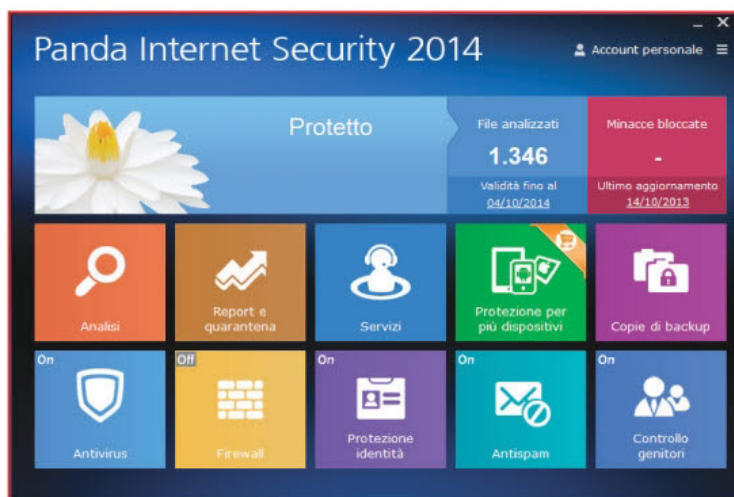 Panda Internet Security 2014
Account personale
Protetto
File analizzati
1.346
Validità fino al
04/10/2014
Minacce bloccate
-
Ultimo aggiornamento
14/10/2013
Analisi
Report e
quarantena
Servizi
Protezione per
più dispositivi
Copie di backup
On
Antivirus
Off
Firewall
On
Protezione
identità
On
Antispam
On
Controllo
genitori